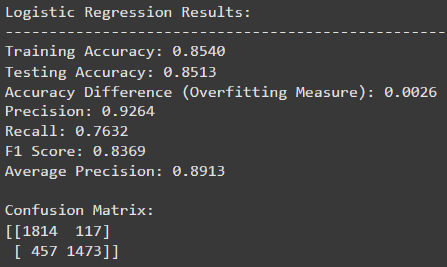 Logistic Regression Results:
--------------------------------------------------
Training Accuracy: 0.8540
Testing Accuracy: 0.8513
Accuracy Difference (Overfitting Measure): 0.0026
Precision: 0.9264
Recall: 0.7632
F1 Score: 0.8369
Average Precision: 0.8913

Confusion Matrix:
[[1814  117]
 [ 457 1473]]